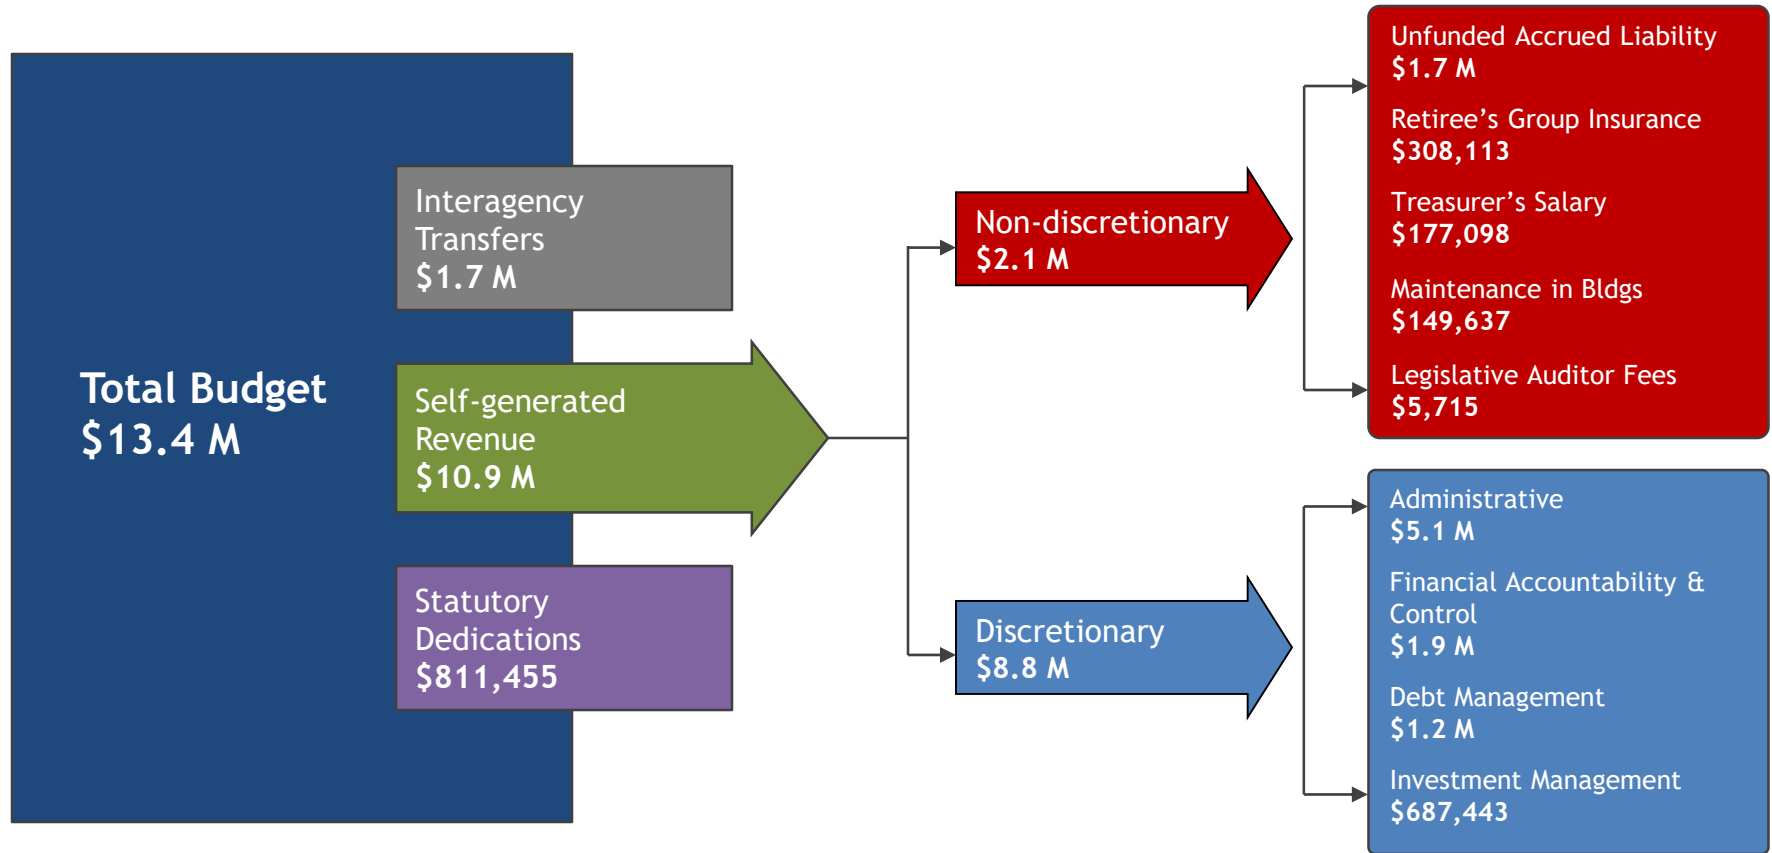 Total Budget
$13.4 M
Interagency
Transfers
$1.7 M
Self-generated
Revenue
$10.9 M
Statutory
Dedications
$811,455
Non-discretionary
$2.1 M
Discretionary
$8.8 M
Unfunded Accrued Liability
$1.7 M
Retiree’s Group Insurance
$308,113
Treasurer’s Salary
$177,098
Maintenance in Bldgs
$149,637
Legislative Auditor Fees
$5,715
Administrative
$5.1 M
Financial Accountability &
Control
$1.9 M
Debt Management
$1.2 M
Investment Management
$687,443